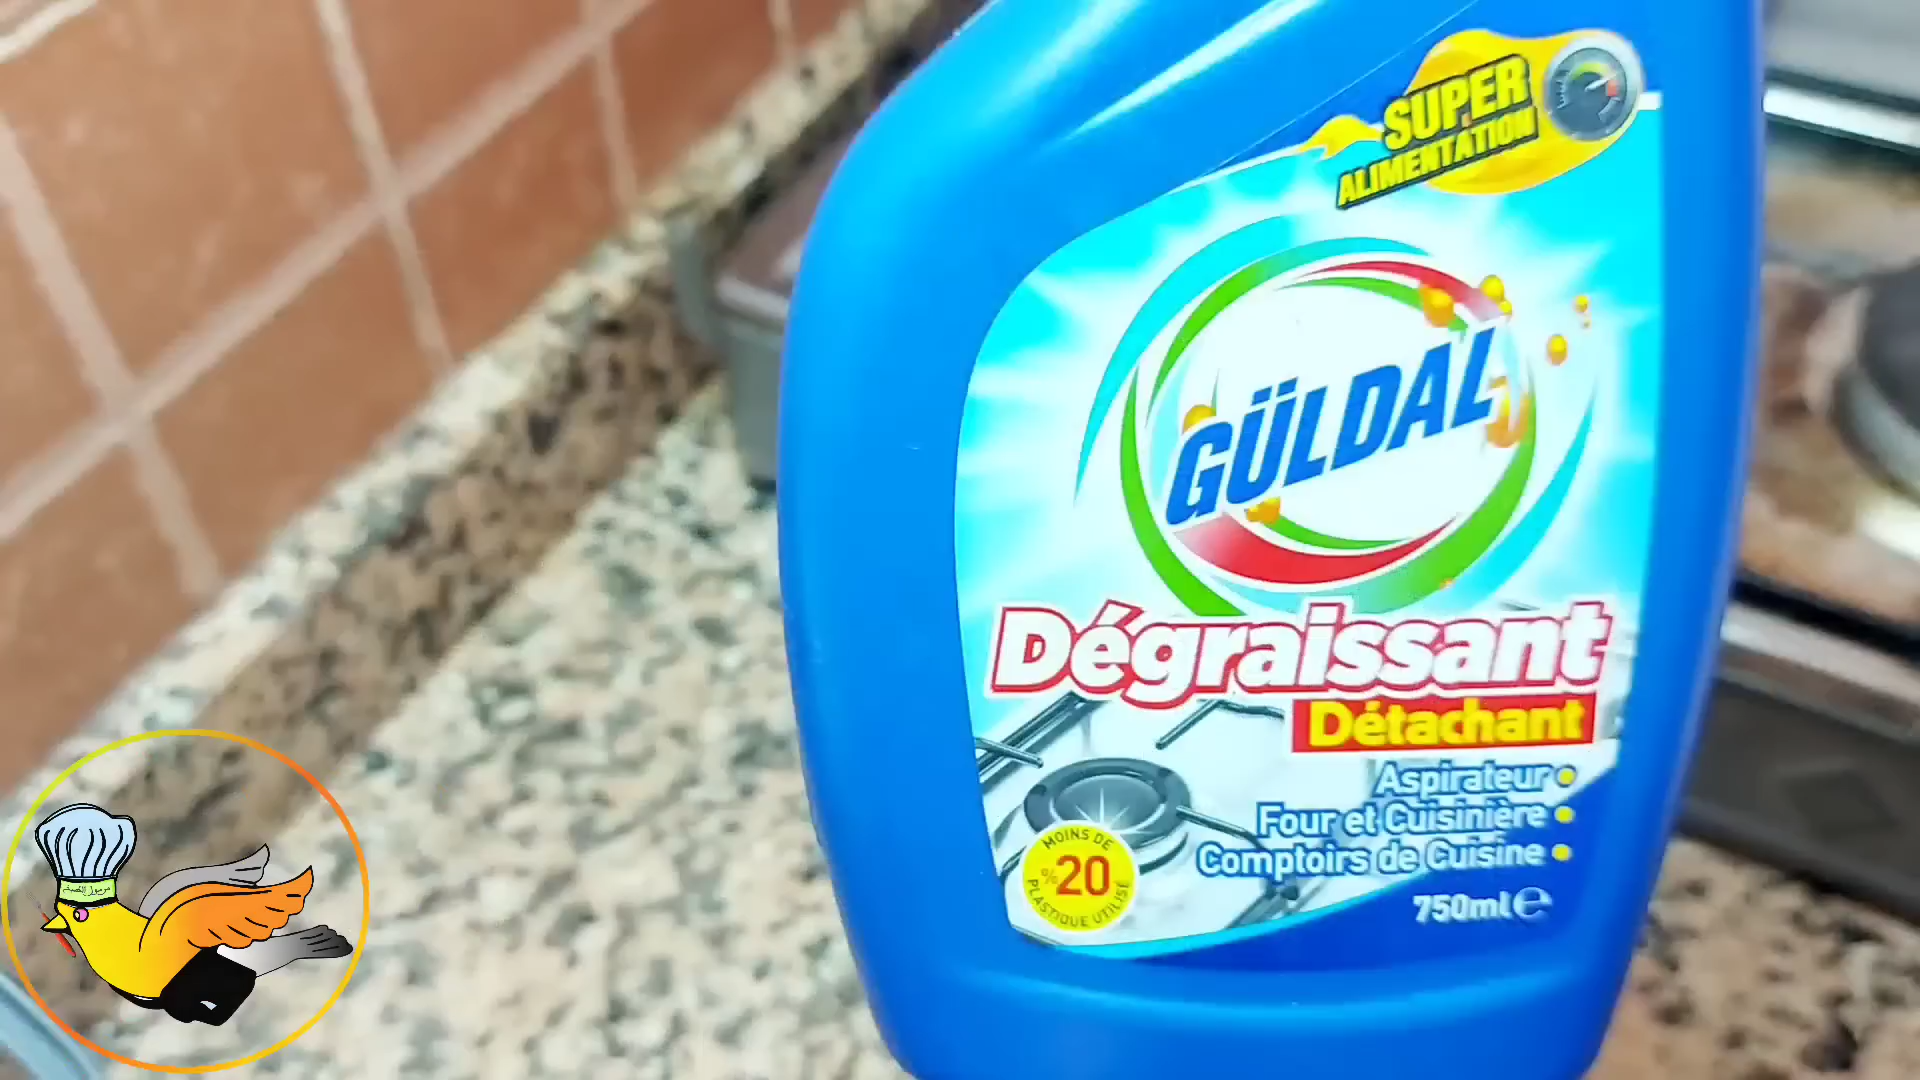 SUPER
ALIMENTATION
GÜLDAL
Dégraissant
Détachant
Aspirateur
Four et Cuisinière
Comptoirs de Cuisine
MOINS DE
%20
PLASTIQUE UTILISÉ
750ml e